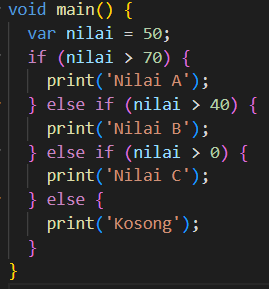 void main() {
  var nilai = 50;
  if (nilai > 70) {
    print('Nilai A');
  } else if (nilai > 40) {
    print('Nilai B');
  } else if (nilai > 0) {
    print('Nilai C');
  } else {
    print('Kosong');
  }
}